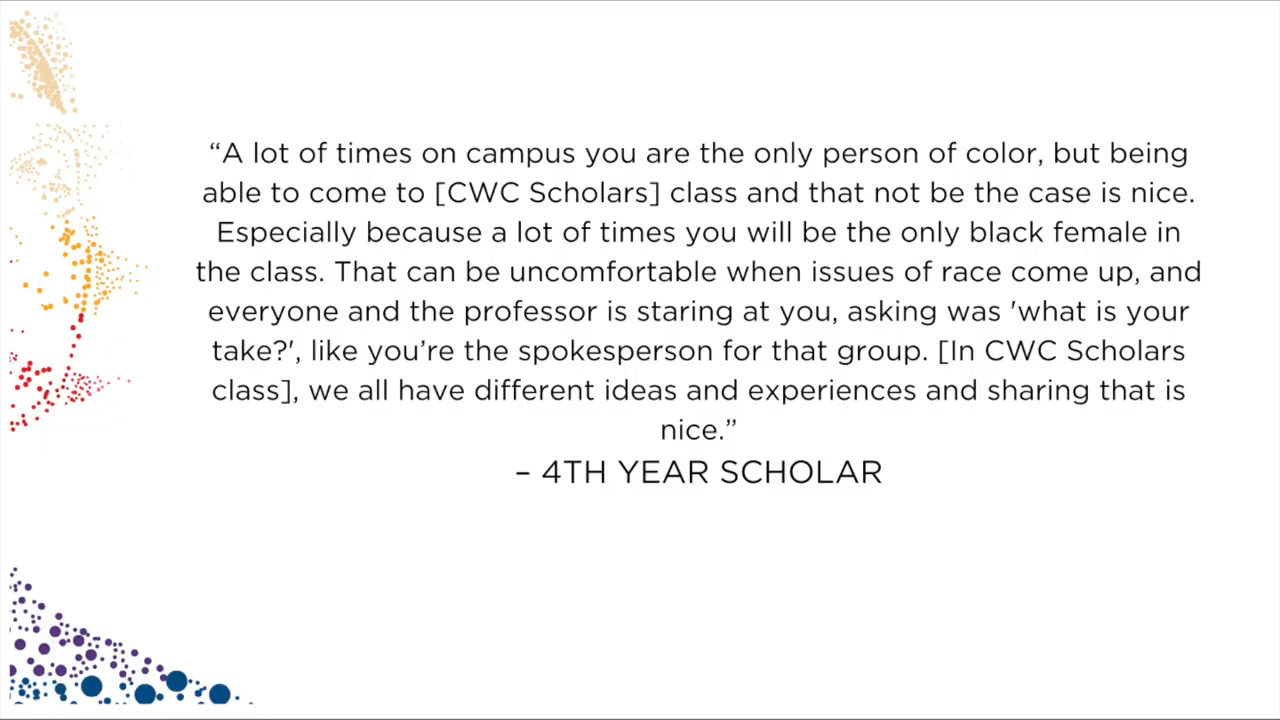 “A lot of times on campus you are the only person of color, but being
able to come to [CWC Scholars] class and that not be the case is nice.
Especially because a lot of times you will be the only black female in
the class. That can be uncomfortable when issues of race come up, and
everyone and the professor is staring at you, asking was 'what is your
take?', like you’re the spokesperson for that group. [In CWC Scholars
class], we all have different ideas and experiences and sharing that is
nice.”
– 4TH YEAR SCHOLAR